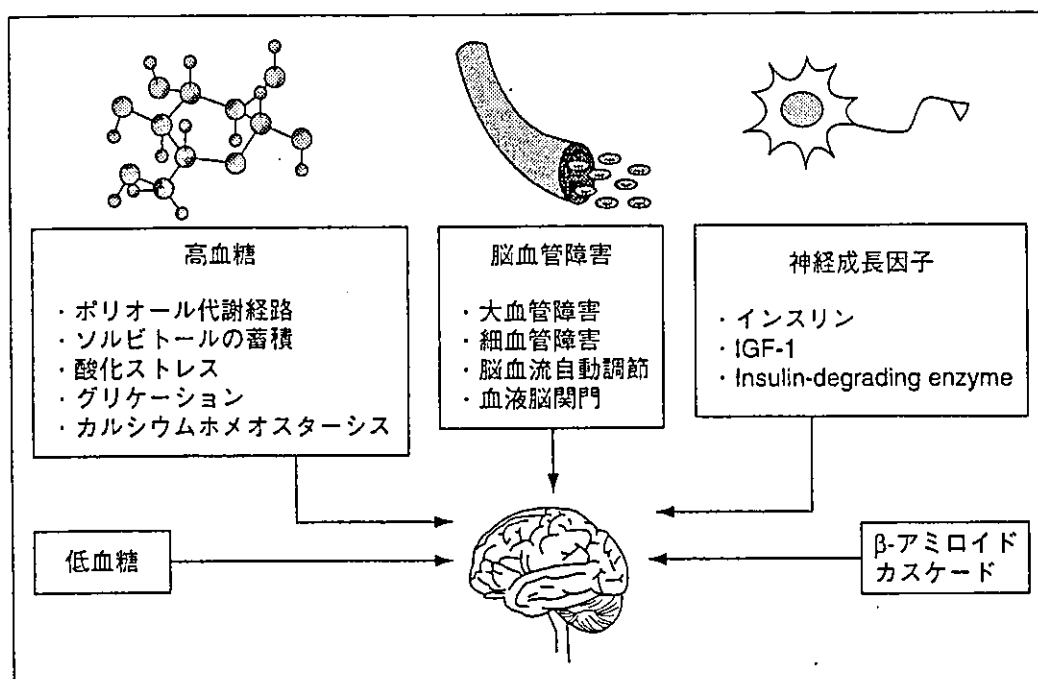 高血糖
・ポリオール代謝経路
・ソルビトールの蓄積
・酸化ストレス
・グリケーション
・カルシウムホメオスターシス
脳血管障害
・大血管障害
・細血管障害
・脳血流自動調節
・血液脳関門
神経成長因子
・インスリン
・IGF-1
・Insulin-degrading enzyme
低血糖
β-アミロイド
カスケード